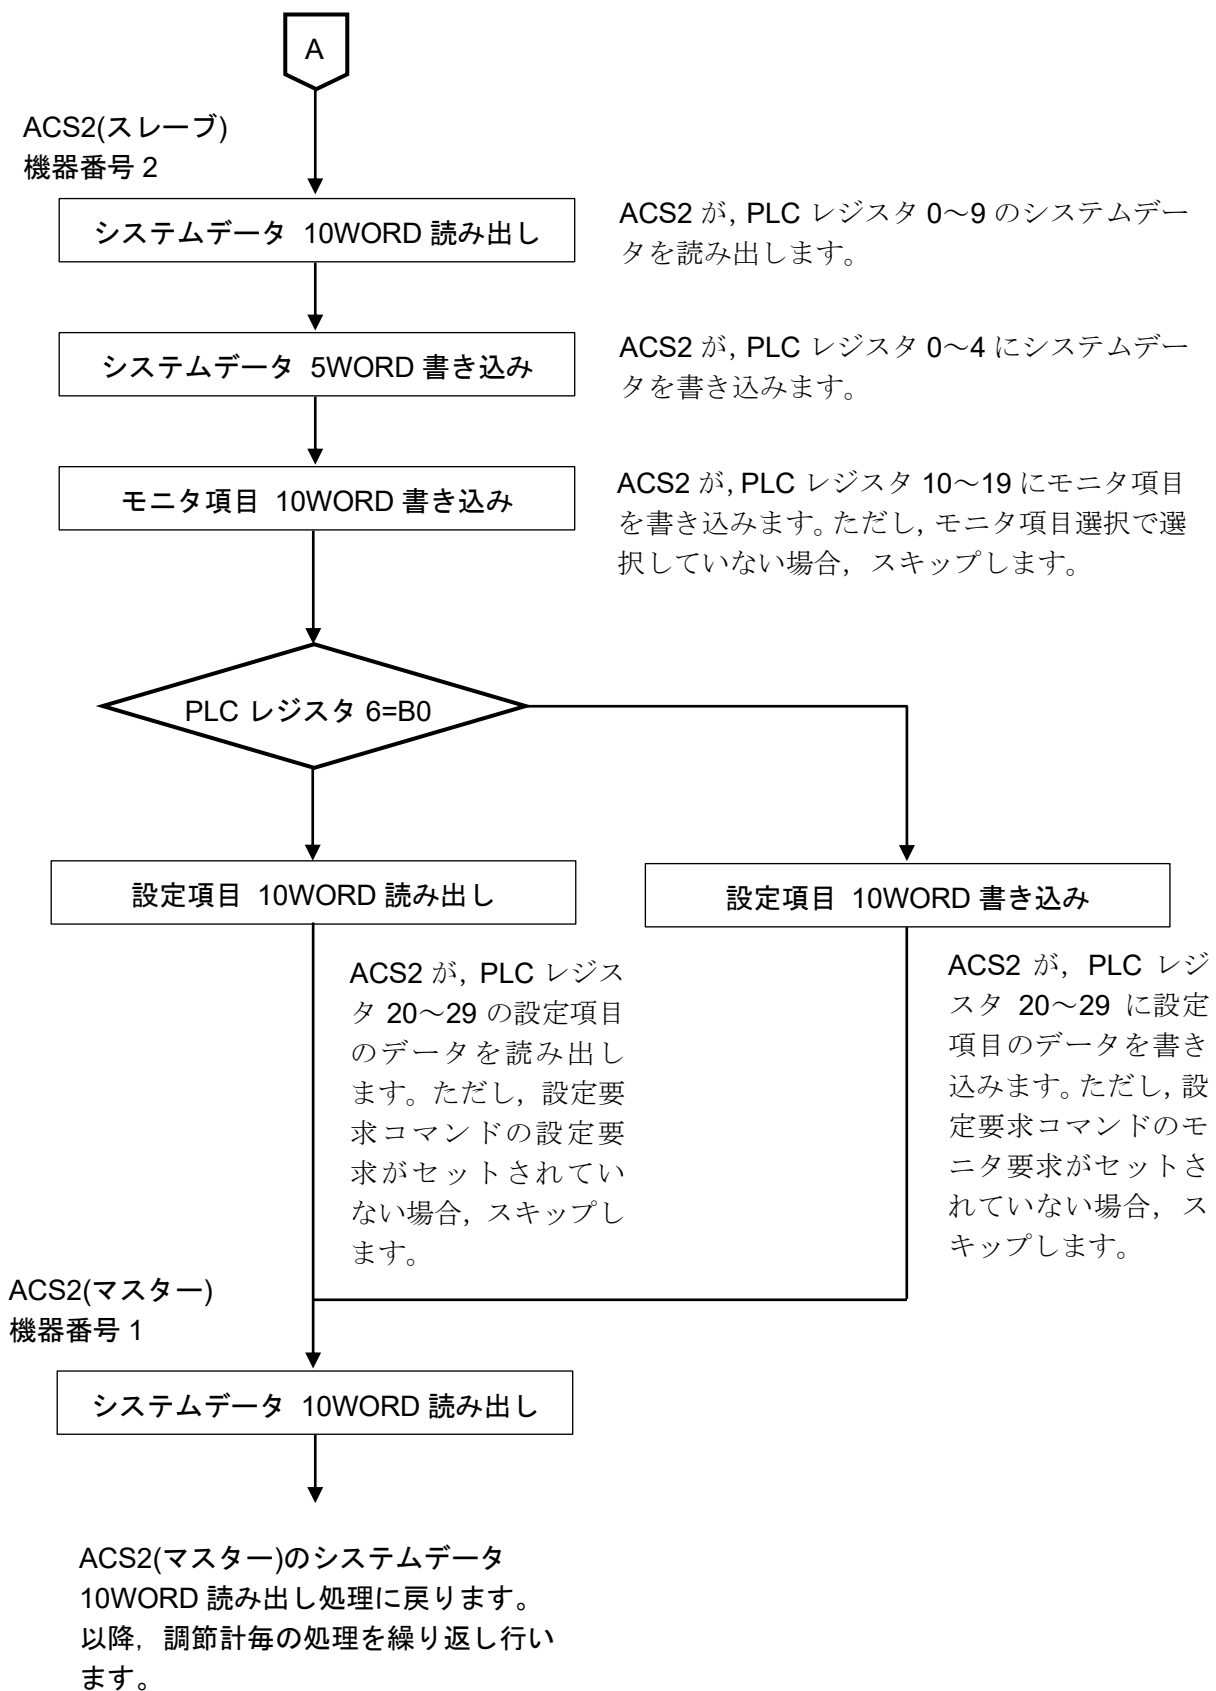 A
ACS2(スレーブ)
機器番号 2
システムデータ 10WORD 読み出し
ACS2 が, PLC レジスタ 0～9 のシステムデー
タを読み出します。
システムデータ 5WORD 書き込み
ACS2 が, PLC レジスタ 0～4 にシステムデー
タを書き込みます。
モニタ項目 10WORD 書き込み
ACS2 が, PLC レジスタ 10～19 にモニタ項目
を書き込みます。ただし, モニタ項目選択で選
択していない場合, スキップします。
PLC レジスタ 6=B0
設定項目 10WORD 読み出し
ACS2 が, PLC レジス
タ 20～29 の設定項目
のデータを読み出し
ます。ただし, 設定要
求コマンドの設定要
求がセットされてい
ない場合, スキップし
ます。
設定項目 10WORD 書き込み
ACS2 が, PLC レジ
スタ 20～29 に設定
項目のデータを書き
込みます。ただし, 設
定要求コマンドのモ
ニタ要求がセットさ
れていない場合, ス
キップします。
ACS2(マスター)
機器番号 1
システムデータ 10WORD 読み出し
ACS2(マスター)のシステムデータ
10WORD 読み出し処理に戻ります。
以降, 調節計毎の処理を繰り返し行い
ます。